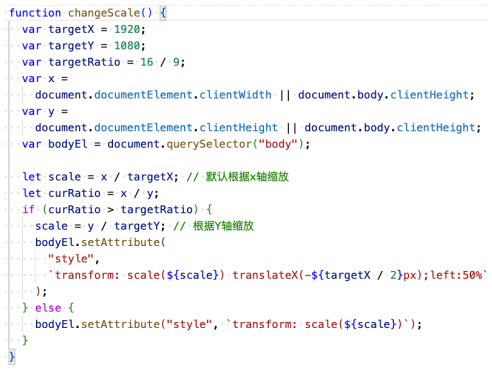 function changeScale() {
  var targetX = 1920;
  var targetY = 1080;
  var targetRatio = 16 / 9;
  var x =
    document.documentElement.clientWidth || document.body.clientHeight;
  var y =
    document.documentElement.clientHeight || document.body.clientHeight;
  var bodyEl = document.querySelector("body");

  let scale = x / targetX; // 默认根据x轴缩放
  let curRatio = x / y;
  if (curRatio > targetRatio) {
    scale = y / targetY; // 根据Y轴缩放
    bodyEl.setAttribute(
      "style",
      `transform: scale(${scale}) translateX(-${targetX / 2}px);left:50%`
    );
  } else {
    bodyEl.setAttribute("style", `transform: scale(${scale})`);
  }
}